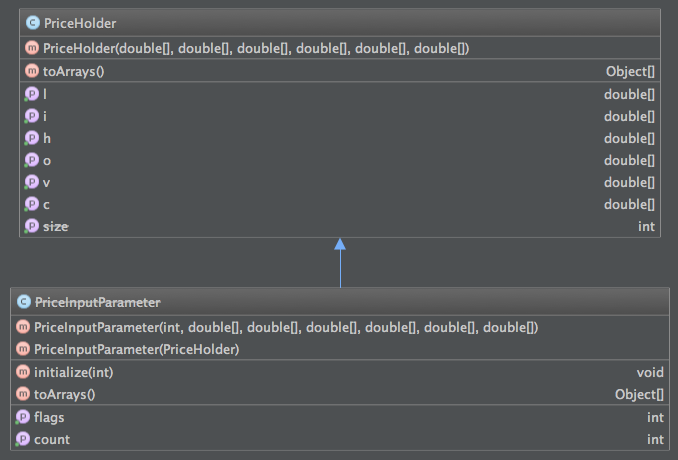 C PriceHolder
m PriceHolder(double[], double[], double[], double[], double[], double[])
m toArrays() Object[]
P l double[]
P i double[]
P h double[]
P o double[]
P v double[]
P c double[]
P size int
C PriceInputParameter
m PriceInputParameter(int, double[], double[], double[], double[], double[], double[])
m PriceInputParameter(PriceHolder)
m initialize(int) void
m toArrays() Object[]
P flags int
P count int